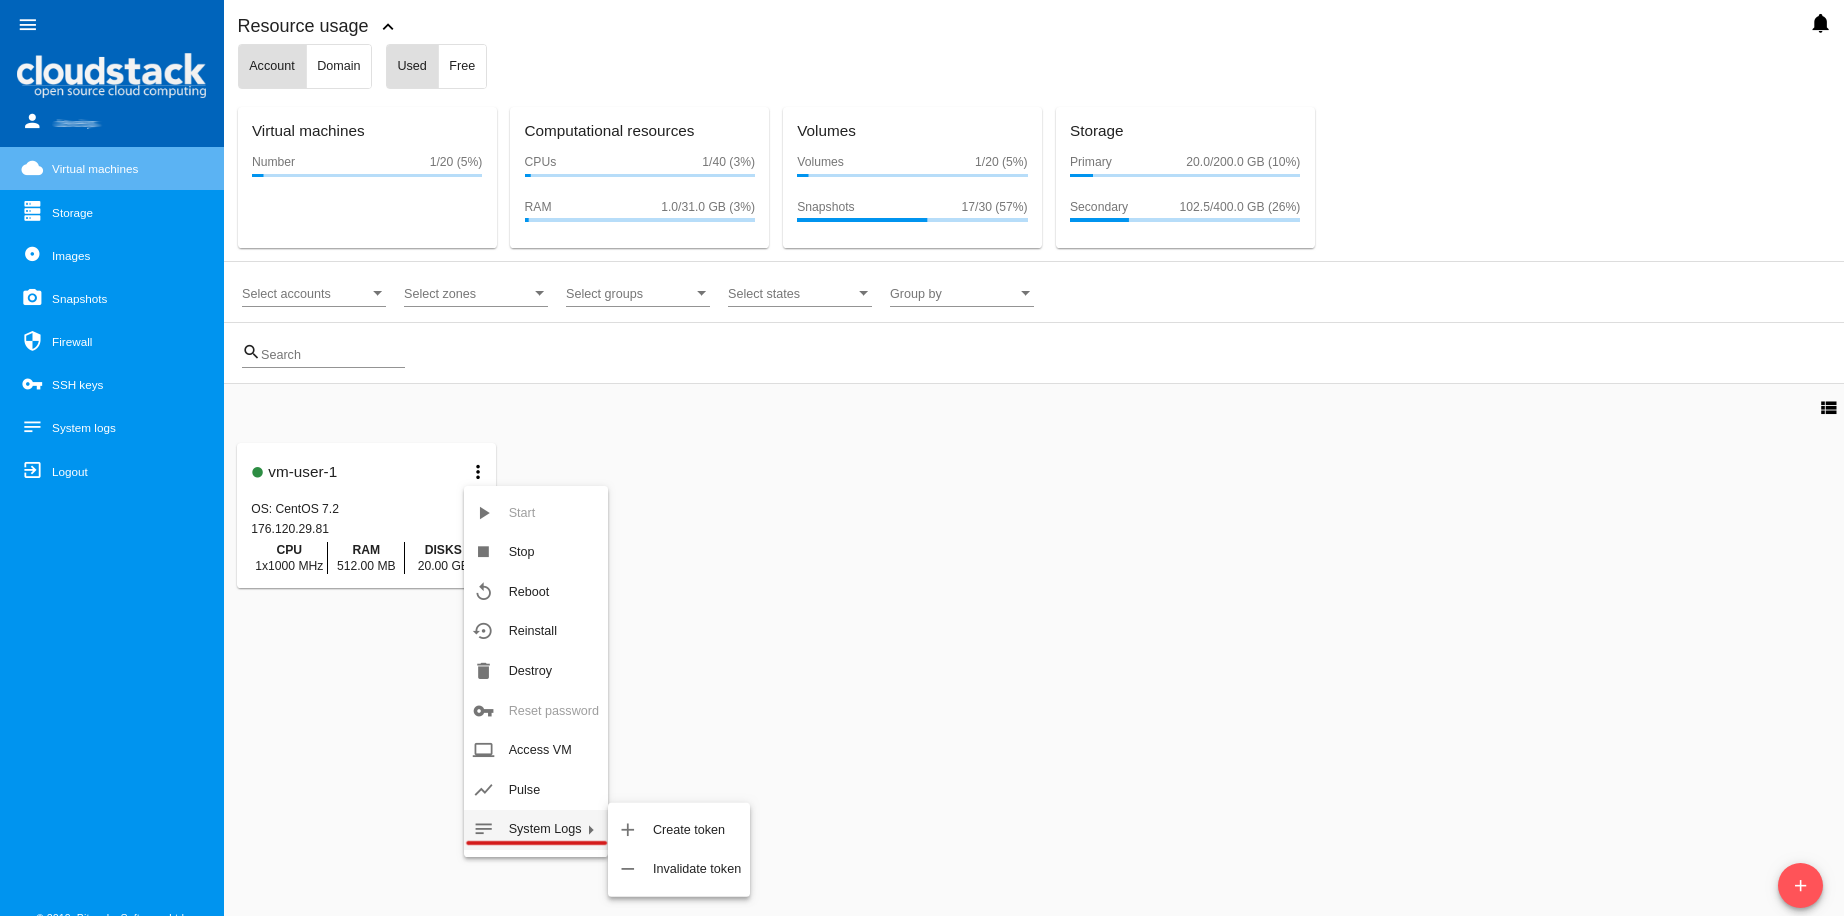 cloudstack
open source cloud computing
Virtual machines
Storage
Images
Snapshots
Firewall
SSH keys
System logs
Logout
Resource usage
Account Domain Used Free
Virtual machines
Number 1/20 (5%)
Computational resources
CPUs 1/40 (3%)
RAM 1.0/31.0 GB (3%)
Volumes
Volumes 1/20 (5%)
Snapshots 17/30 (57%)
Storage
Primary 20.0/200.0 GB (10%)
Secondary 102.5/400.0 GB (26%)
Select accounts Select zones Select groups Select states Group by
Search
vm-user-1
OS: CentOS 7.2
176.120.29.81
CPU RAM DISKS
1x1000 MHz 512.00 MB 20.00 GB
Start
Stop
Reboot
Reinstall
Destroy
Reset password
Access VM
Pulse
System Logs
Create token
Invalidate token